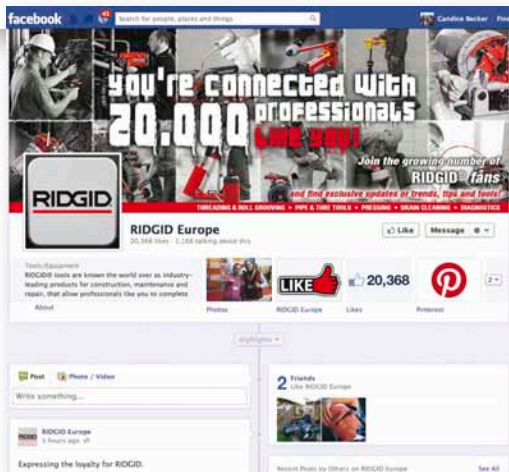 facebook
41
Search for people, places and things
Candice Becker
You're connected with
20.000 professionals
like you!
Join the growing number of
RIDGID fans
and find exclusive updates or trends, tips and tools!
THREADING & ROLL GROOVING • PIPE & TUBE TOOLS • PRESSING • DRAIN CLEANING • DIAGNOSTICS
RIDGID
RIDGID Europe
20,368 likes · 1,166 talking about this
Like
Message
Tools/Equipment
RIDGID® tools are known the world over as industry-
leading products for construction, maintenance and
repair, that allow professionals like you to complete
About
LIKE
20,368
2
Photos
RIDGID Europe
Likes
Pinterest
Highlights
Post
Photo / Video
Write something...
2 Friends
Like RIDGID Europe
RIDGID
RIDGID Europe
5 hours ago
Expressing the loyalty for RIDGID.
Recent Posts by Others on RIDGID Europe
See All